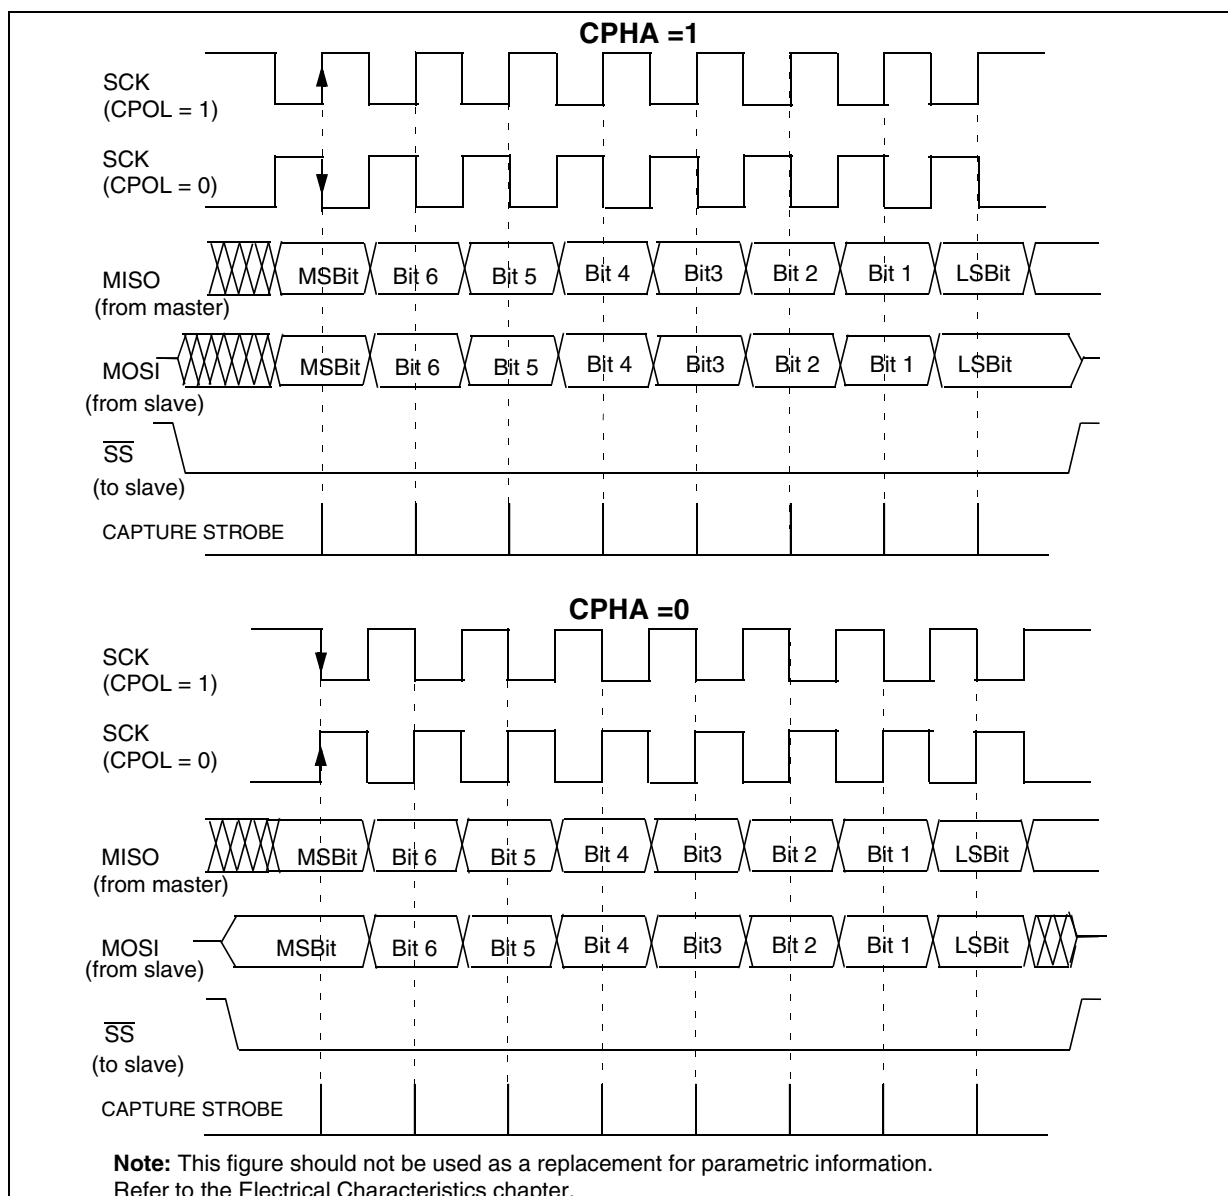 CPHA =1
SCK
(CPOL = 1)
SCK
(CPOL = 0)
MISO
(from master)
MSBit Bit 6 Bit 5 Bit 4 Bit3 Bit 2 Bit 1 LSBit
MOSI
(from slave)
MSBit Bit 6 Bit 5 Bit 4 Bit3 Bit 2 Bit 1 LSBit
SS
(to slave)
CAPTURE STROBE
CPHA =0
SCK
(CPOL = 1)
SCK
(CPOL = 0)
MISO
(from master)
MSBit Bit 6 Bit 5 Bit 4 Bit3 Bit 2 Bit 1 LSBit
MOSI
(from slave)
MSBit Bit 6 Bit 5 Bit 4 Bit3 Bit 2 Bit 1 LSBit
SS
(to slave)
CAPTURE STROBE
Note: This figure should not be used as a replacement for parametric information.
Refer to the Electrical Characteristics chapter.